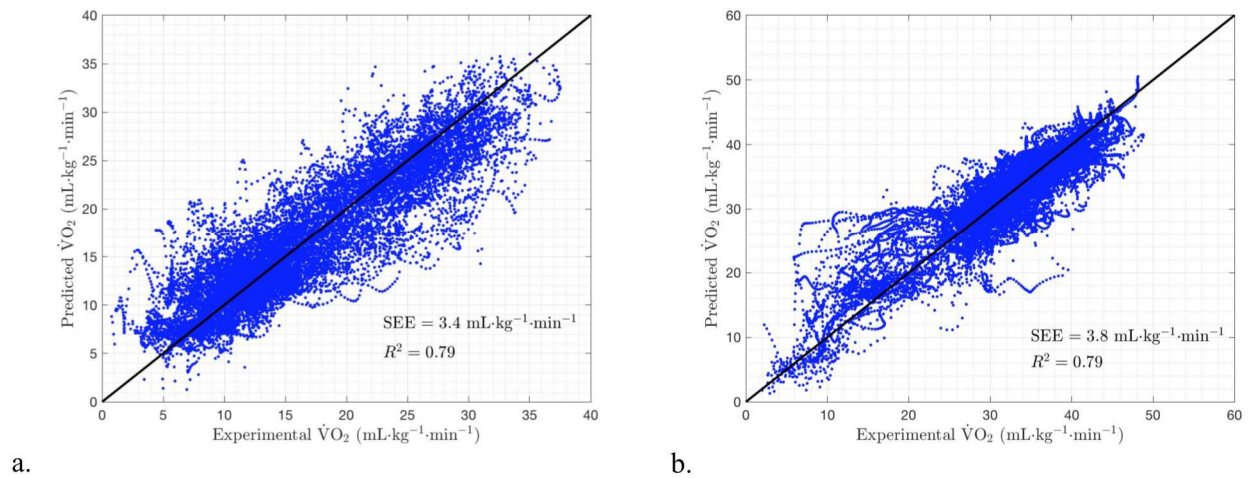 40
35
30
25
20
15
10
5
0
Predicted V̇O₂ (mL·kg⁻¹·min⁻¹)
SEE = 3.4 mL·kg⁻¹·min⁻¹
R² = 0.79
0 5 10 15 20 25 30 35 40
Experimental V̇O₂ (mL·kg⁻¹·min⁻¹)
a.
60
50
40
30
20
10
0
Predicted V̇O₂ (mL·kg⁻¹·min⁻¹)
SEE = 3.8 mL·kg⁻¹·min⁻¹
R² = 0.79
0 10 20 30 40 50 60
Experimental V̇O₂ (mL·kg⁻¹·min⁻¹)
b.